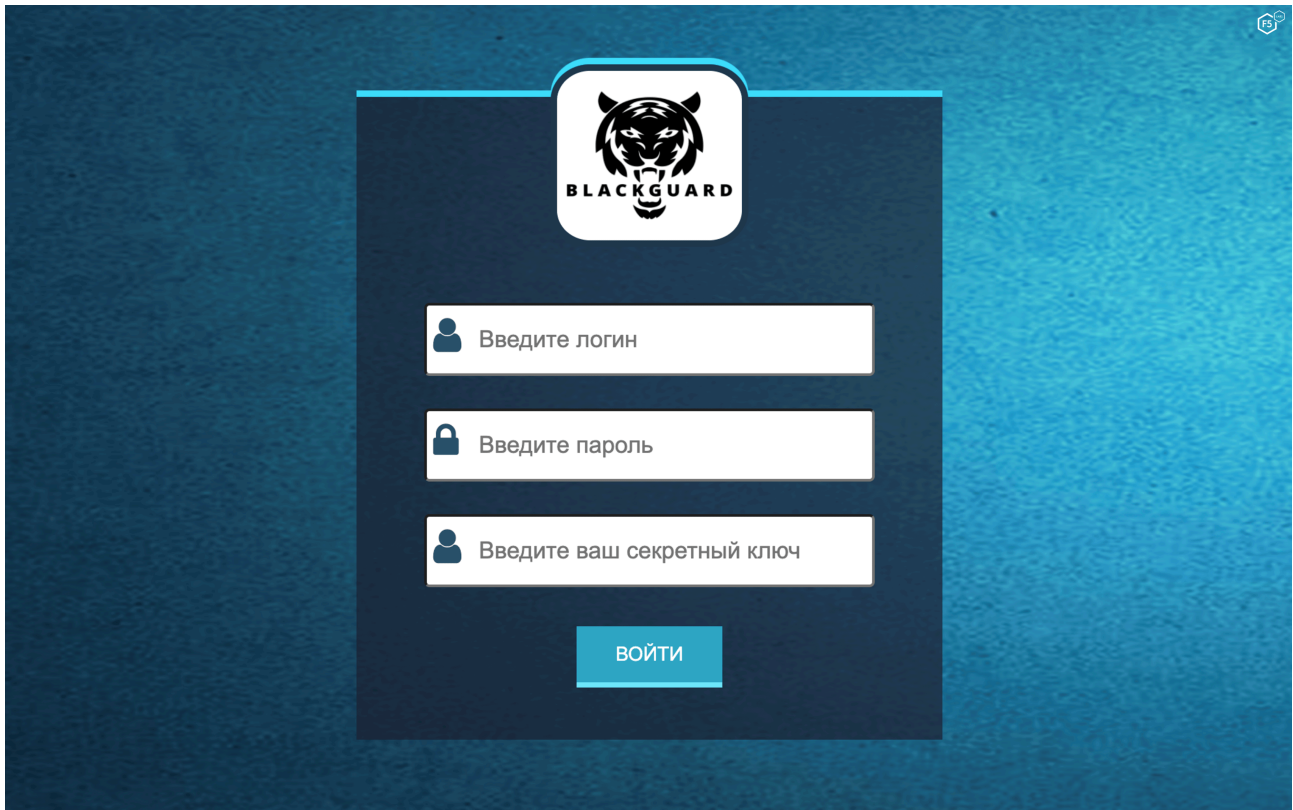 F5
BLACKGUARD
Введите логин
Введите пароль
Введите ваш секретный ключ
ВОЙТИ